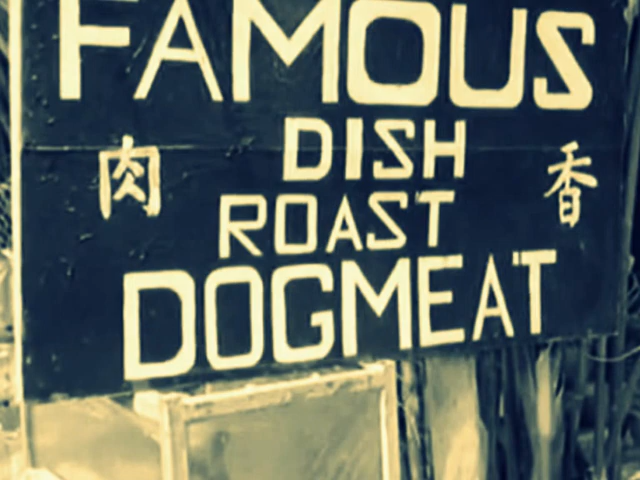 FAMOUS
DISH
肉 香
ROAST
DOGMEAT